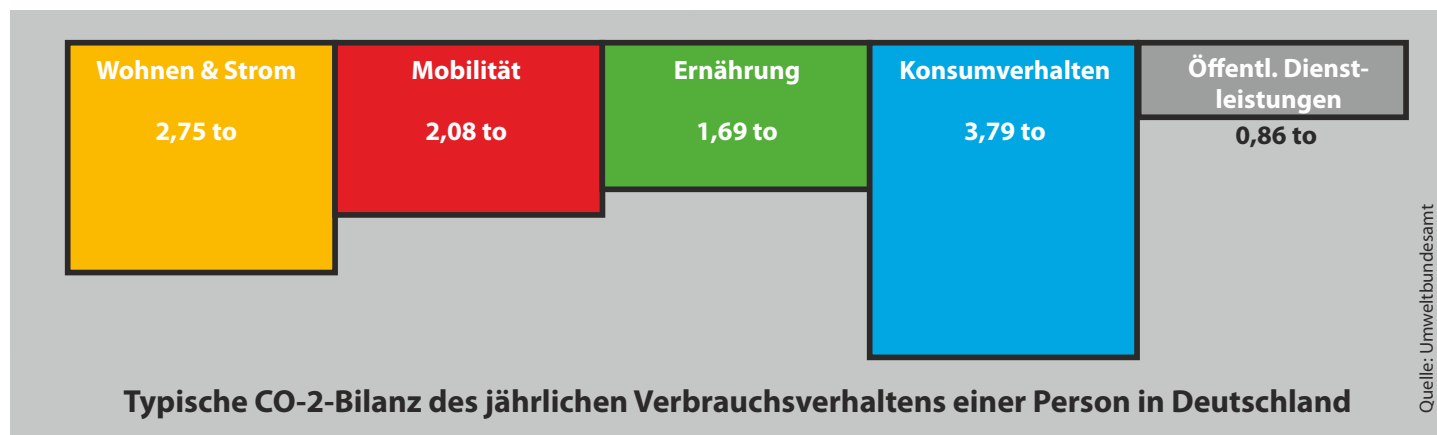 Wohnen & Strom
2,75 to
Mobilität
2,08 to
Ernährung
1,69 to
Konsumverhalten
3,79 to
Öffentl. Dienst-
leistungen
0,86 to
Typische CO-2-Bilanz des jährlichen Verbrauchsverhaltens einer Person in Deutschland
Quelle: Umweltbundesamt